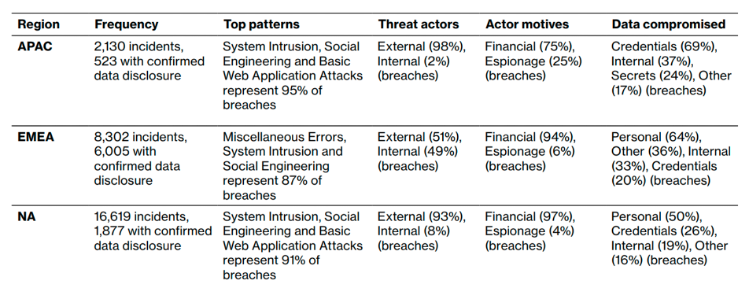 Region Frequency Top patterns Threat actors Actor motives Data compromised
APAC 2,130 incidents, System Intrusion, Social External (98%), Financial (75%), Credentials (69%),
523 with confirmed Engineering and Basic Internal (2%) Espionage (25%) Internal (37%),
data disclosure Web Application Attacks (breaches) (breaches) Secrets (24%), Other
represent 95% of (17%) (breaches)
breaches
EMEA 8,302 incidents, Miscellaneous Errors, External (51%), Financial (94%), Personal (64%),
6,005 with System Intrusion and Internal (49%) Espionage (6%) Other (36%), Internal
confirmed data Social Engineering (breaches) (breaches) (33%), Credentials
disclosure represent 87% of (20%) (breaches)
breaches
NA 16,619 incidents, System Intrusion, Social External (93%), Financial (97%), Personal (50%),
1,877 with confirmed Engineering and Basic Internal (8%) Espionage (4%) Credentials (26%),
data disclosure Web Application Attacks (breaches) (breaches) Internal (19%), Other
represent 91% of (16%) (breaches)
breaches